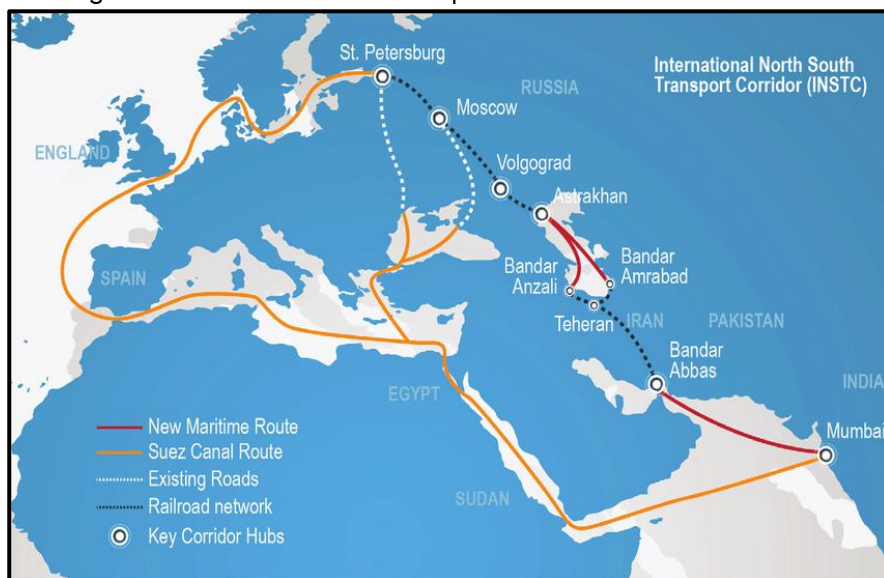 St. Petersburg
International North South
Transport Corridor (INSTC)
RUSSIA
Moscow
ENGLAND
Volgograd
Astrakhan
SPAIN
Bandar
Anzali
Bandar
Amrabad
Teheran
IRAN
PAKISTAN
Bandar
Abbas
EGYPT
INDIA
New Maritime Route
Suez Canal Route
Existing Roads
Railroad network
Key Corridor Hubs
Mumbai
SUDAN